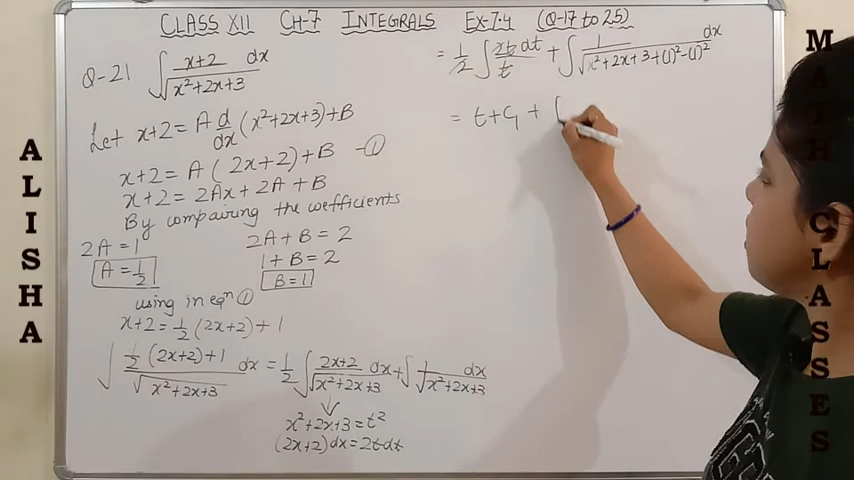 CLASS XII CH-7 INTEGRALS EX-7.4 (Q-17 to 25)
Q-21 ∫ x+2 / √(x²+2x+3) dx
Let x+2 = A d/dx (x²+2x+3)+B
x+2 = A(2x+2)+B -①
x+2 = 2Ax+2A+B
By comparing the coefficients
2A=1 2A+B=2
A=1/2 1+B=2
B=1
using in eqⁿ ①
x+2=1/2(2x+2)+1
∫ (1/2(2x+2)+1) / √(x²+2x+3) dx = 1/2 ∫ (2x+2) / √(x²+2x+3) dx + ∫ 1 / √(x²+2x+3) dx
x²+2x+3=t²
(2x+2)dx=2tdt
= 1/2 ∫ 2t dt / t + ∫ 1 / √(x²+2x+3+(1)²-(1)²) dx
= t+C₁+
ALISHA
MATH CLASSES